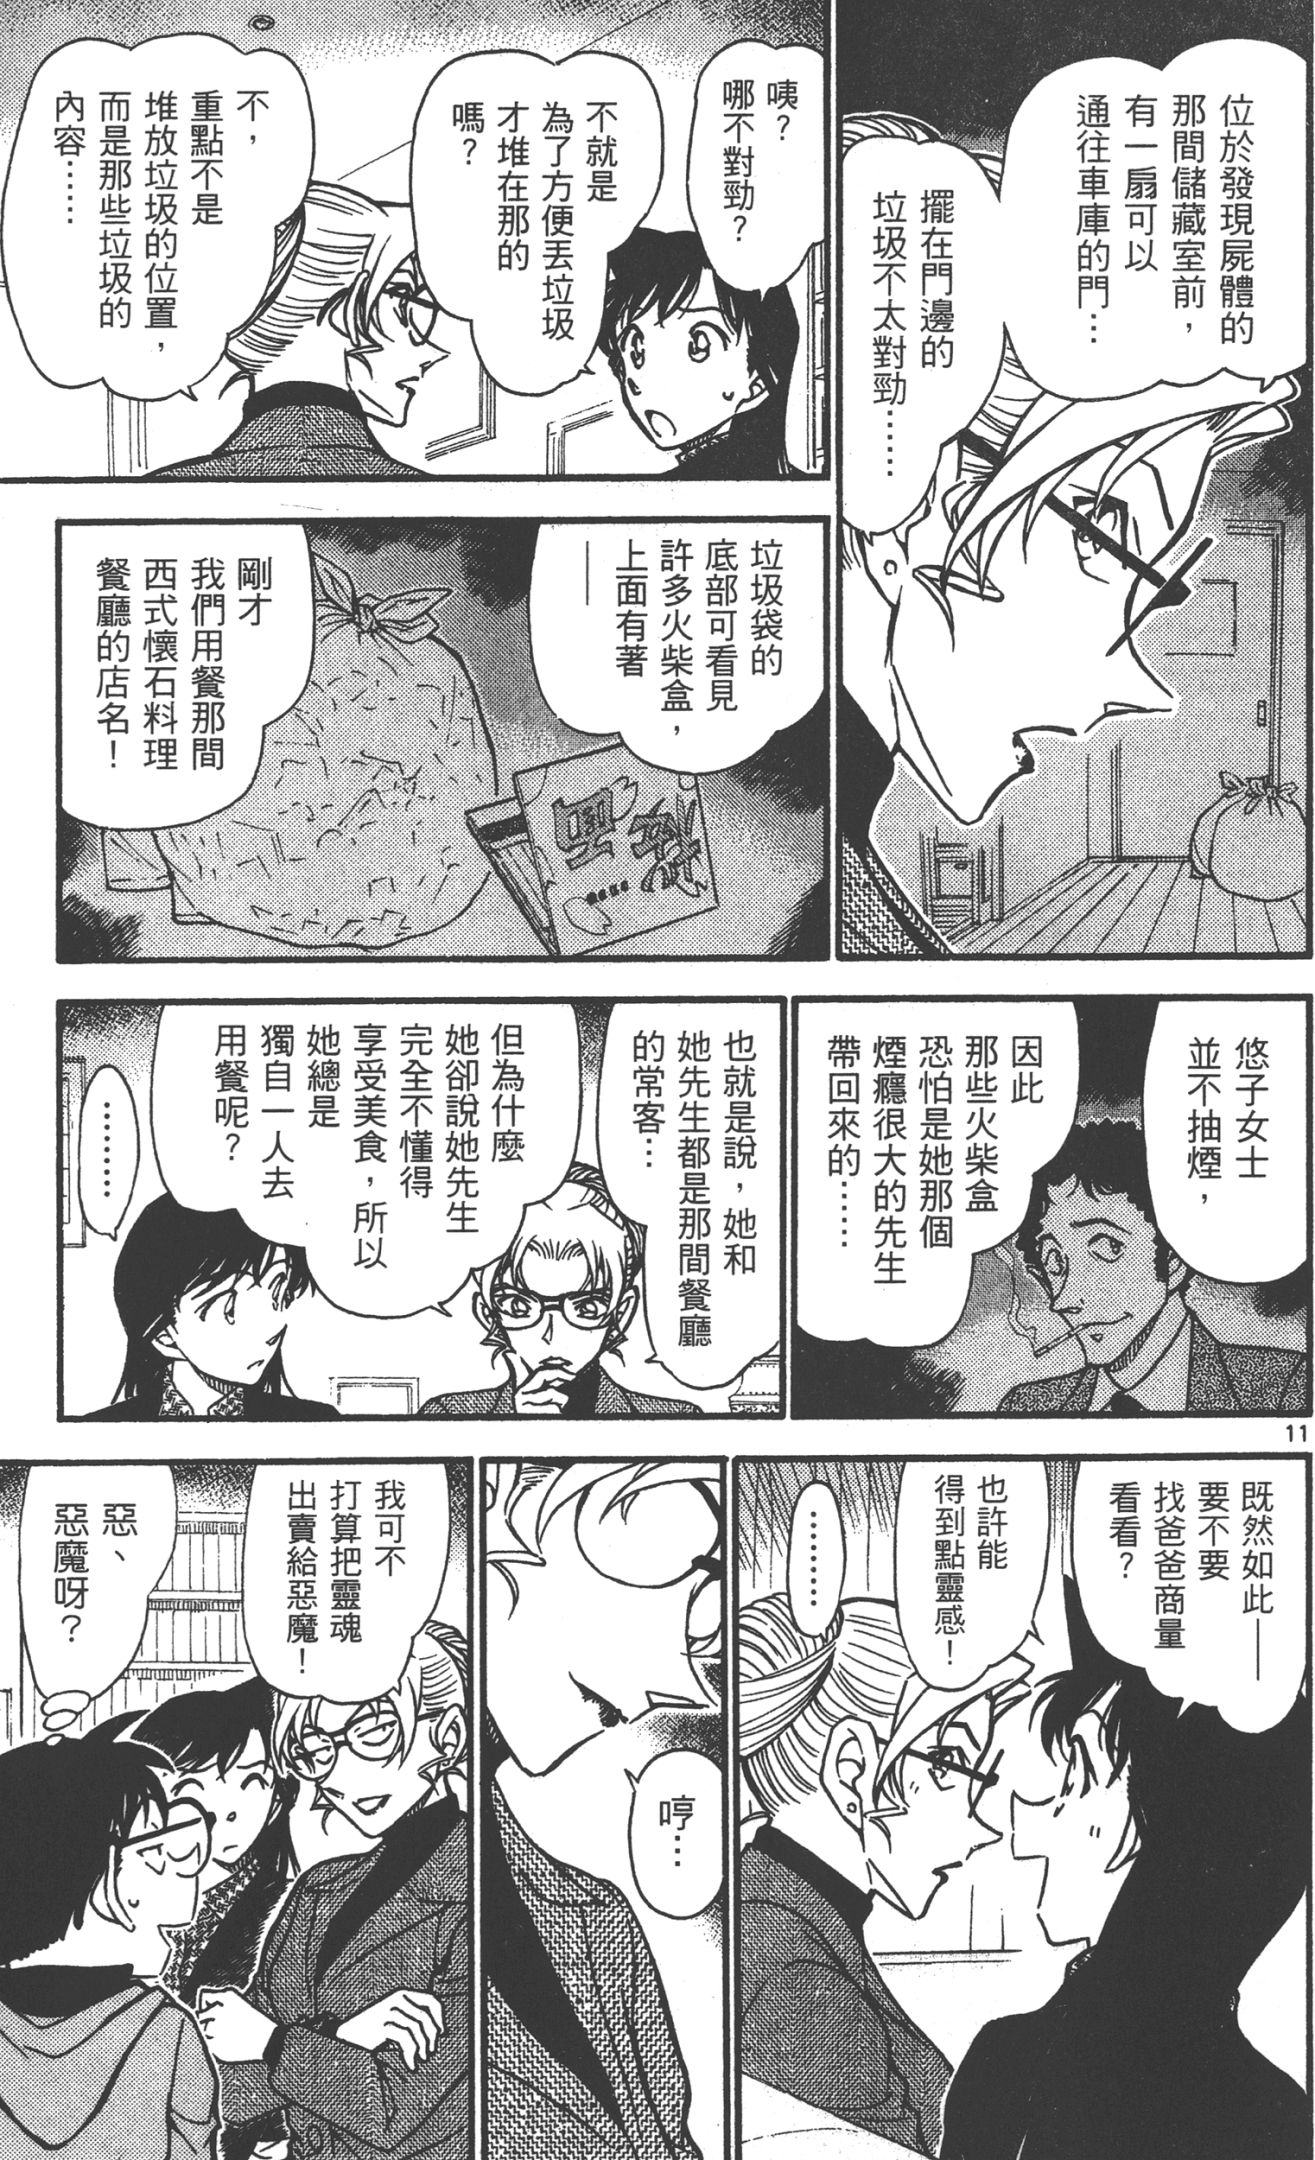 位於發現屍體的
那間儲藏室前，
有一扇可以
通往車庫的門…
擺在門邊的
垃圾不太對勁……
咦？
哪不對勁？
不就是
為了方便丟垃圾
才堆在那的
嗎？
不，
重點不是
堆放垃圾的位置，
而是那些垃圾的
內容……
垃圾袋的
底部可看見
許多火柴盒，
上面有著
——
剛才
我們用餐那間
西式懷石料理
餐廳的店名！
悠子女士
並不抽煙，
因此
那些火柴盒
恐怕是她那個
煙癮很大的先生
帶回來的……
也就是說，她和
她先生都是那間餐廳
的常客…
但為什麼
她卻說她先生
完全不懂得
享受美食，所以
她總是
獨自一人去
用餐呢？
………
11
既然如此——
要不要
找爸爸商量
看看？
也許能
得到點靈感！
………
哼…
我可不
打算把靈魂
出賣給惡魔！
惡、
惡魔呀？